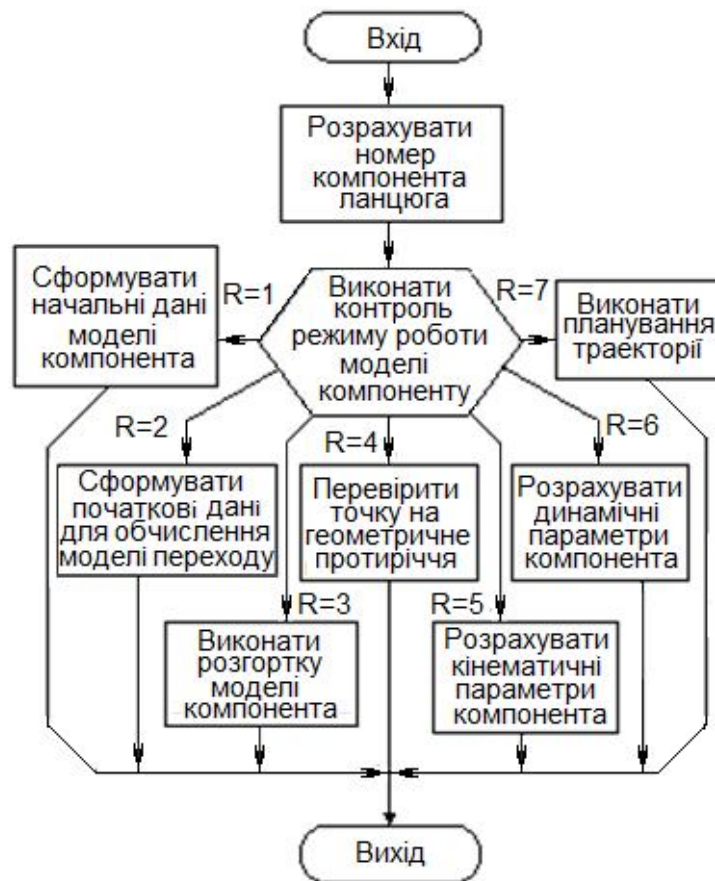 Вхід
Розрахувати
номер
компонента
ланцюга
Сформувати
начальні дані
моделі
компонента
R=1
Виконати
контроль
режиму роботи
моделі
компоненту
R=7
Виконати
планування
траекторії
R=2
R=4
R=6
Сформувати
початкові дані
для обчислення
моделі переходу
Перевірити
точку на
геометричне
протиріччя
Розрахувати
динамічні
параметри
компонента
R=3
R=5
Виконати
розгортку
моделі
компонента
Розрахувати
кінематичні
параметри
компонента
Вихід